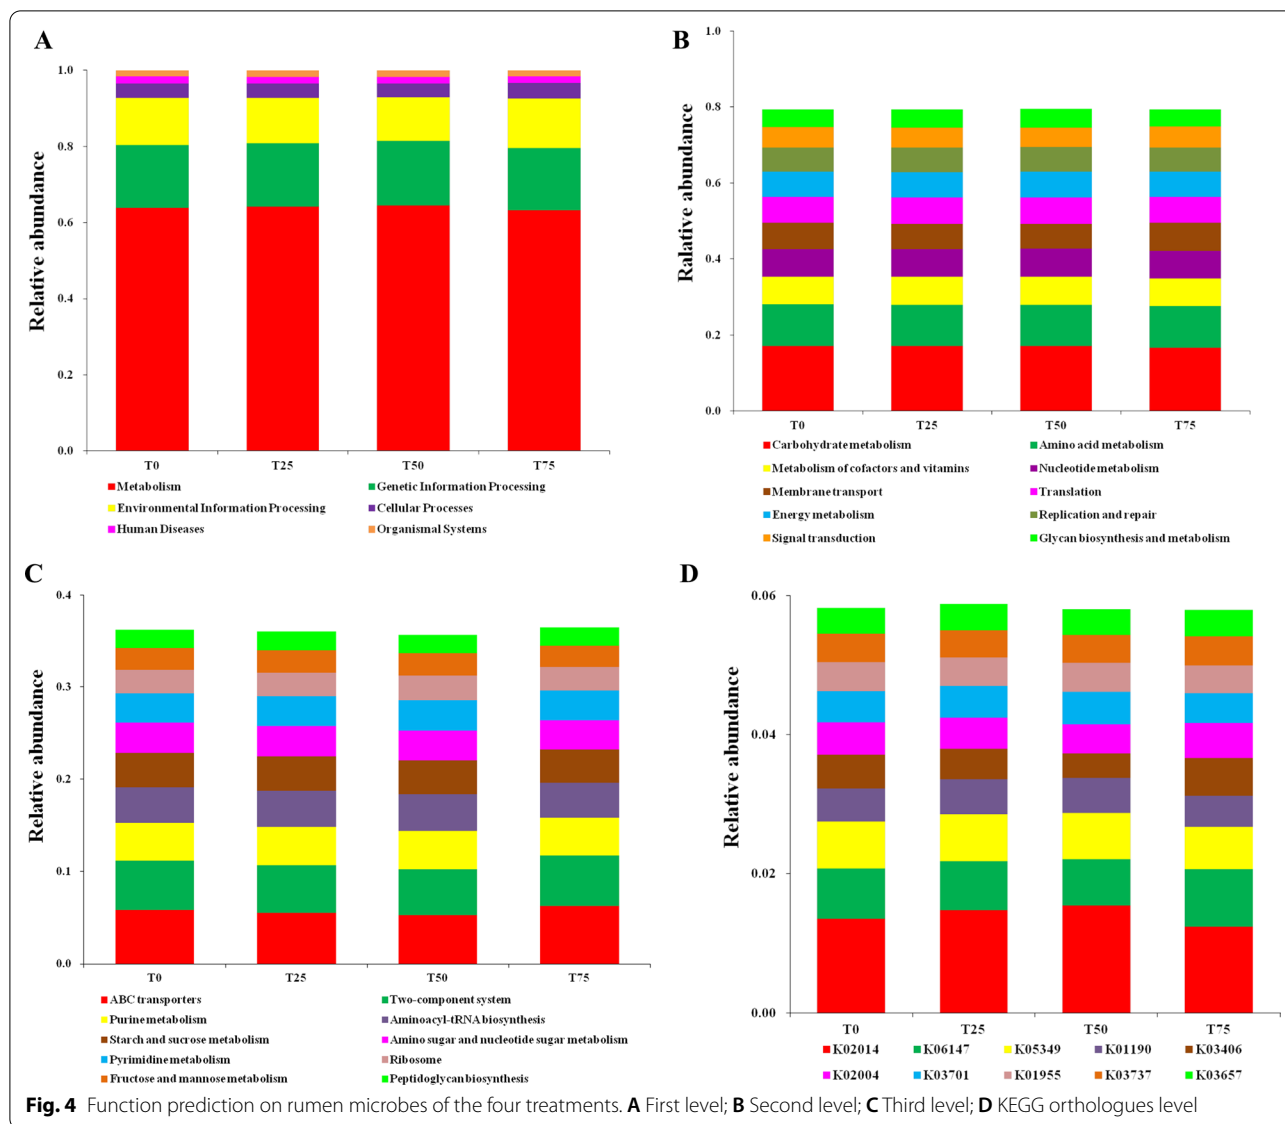 A
Relative abundance
1.0
0.8
0.6
0.4
0.2
0.0
T0 T25 T50 T75
Metabolism Genetic Information Processing
Environmental Information Processing Cellular Processes
Human Diseases Organismal Systems
B
Ralative abundance
1.0
0.8
0.6
0.4
0.2
0.0
T0 T25 T50 T75
Carbohydrate metabolism Amino acid metabolism
Metabolism of cofactors and vitamins Nucleotide metabolism
Membrane transport Translation
Energy metabolism Replication and repair
Signal transduction Glycan biosynthesis and metabolism
C
Relative abundance
0.4
0.3
0.2
0.1
0.0
T0 T25 T50 T75
ABC transporters Two-component system
Purine metabolism Aminoacyl-tRNA biosynthesis
Starch and sucrose metabolism Amino sugar and nucleotide sugar metabolism
Pyrimidine metabolism Ribosome
Fructose and mannose metabolism Peptidoglycan biosynthesis
D
Relative abundance
0.06
0.04
0.02
0.00
T0 T25 T50 T75
K02014 K06147 K05349 K01190 K03406
K02004 K03701 K01955 K03737 K03657
Fig. 4 Function prediction on rumen microbes of the four treatments. A First level; B Second level; C Third level; D KEGG orthologues level